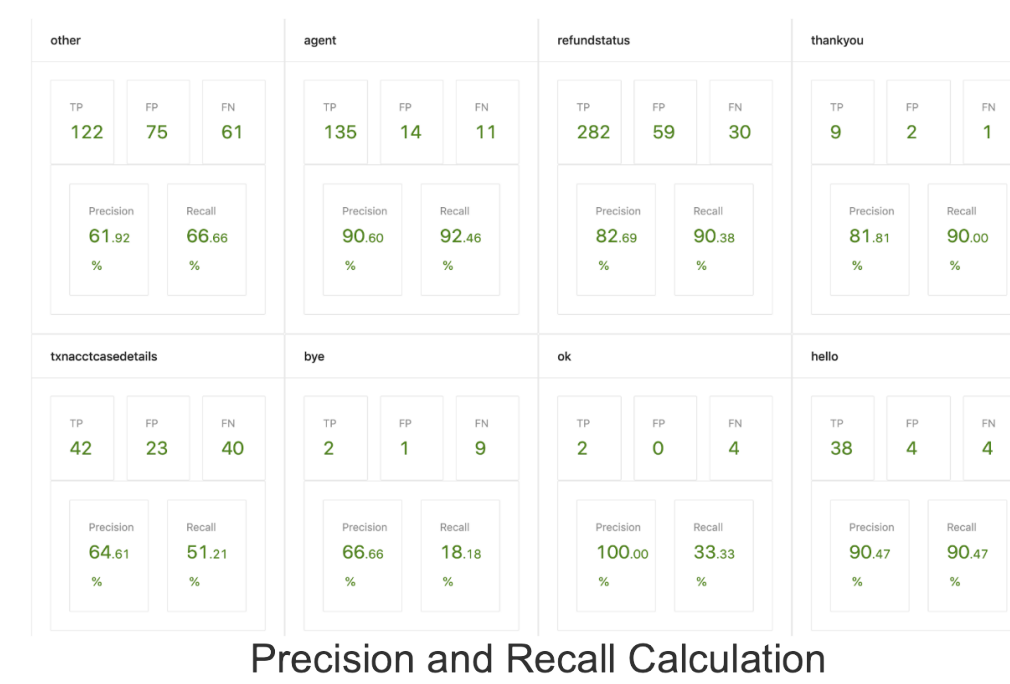 other agent refundstatus thankyou
TP FP FN TP FP FN TP FP FN TP FP FN
122 75 61 135 14 11 282 59 30 9 2 1
Precision Recall Precision Recall Precision Recall Precision Recall
61.92 66.66 90.60 92.46 82.69 90.38 81.81 90.00
% % % % % % % %
txnacctcasedetails bye ok hello
TP FP FN TP FP FN TP FP FN TP FP FN
42 23 40 2 1 9 2 0 4 38 4 4
Precision Recall Precision Recall Precision Recall Precision Recall
64.61 51.21 66.66 18.18 100.00 33.33 90.47 90.47
% % % % % % % %
Precision and Recall Calculation